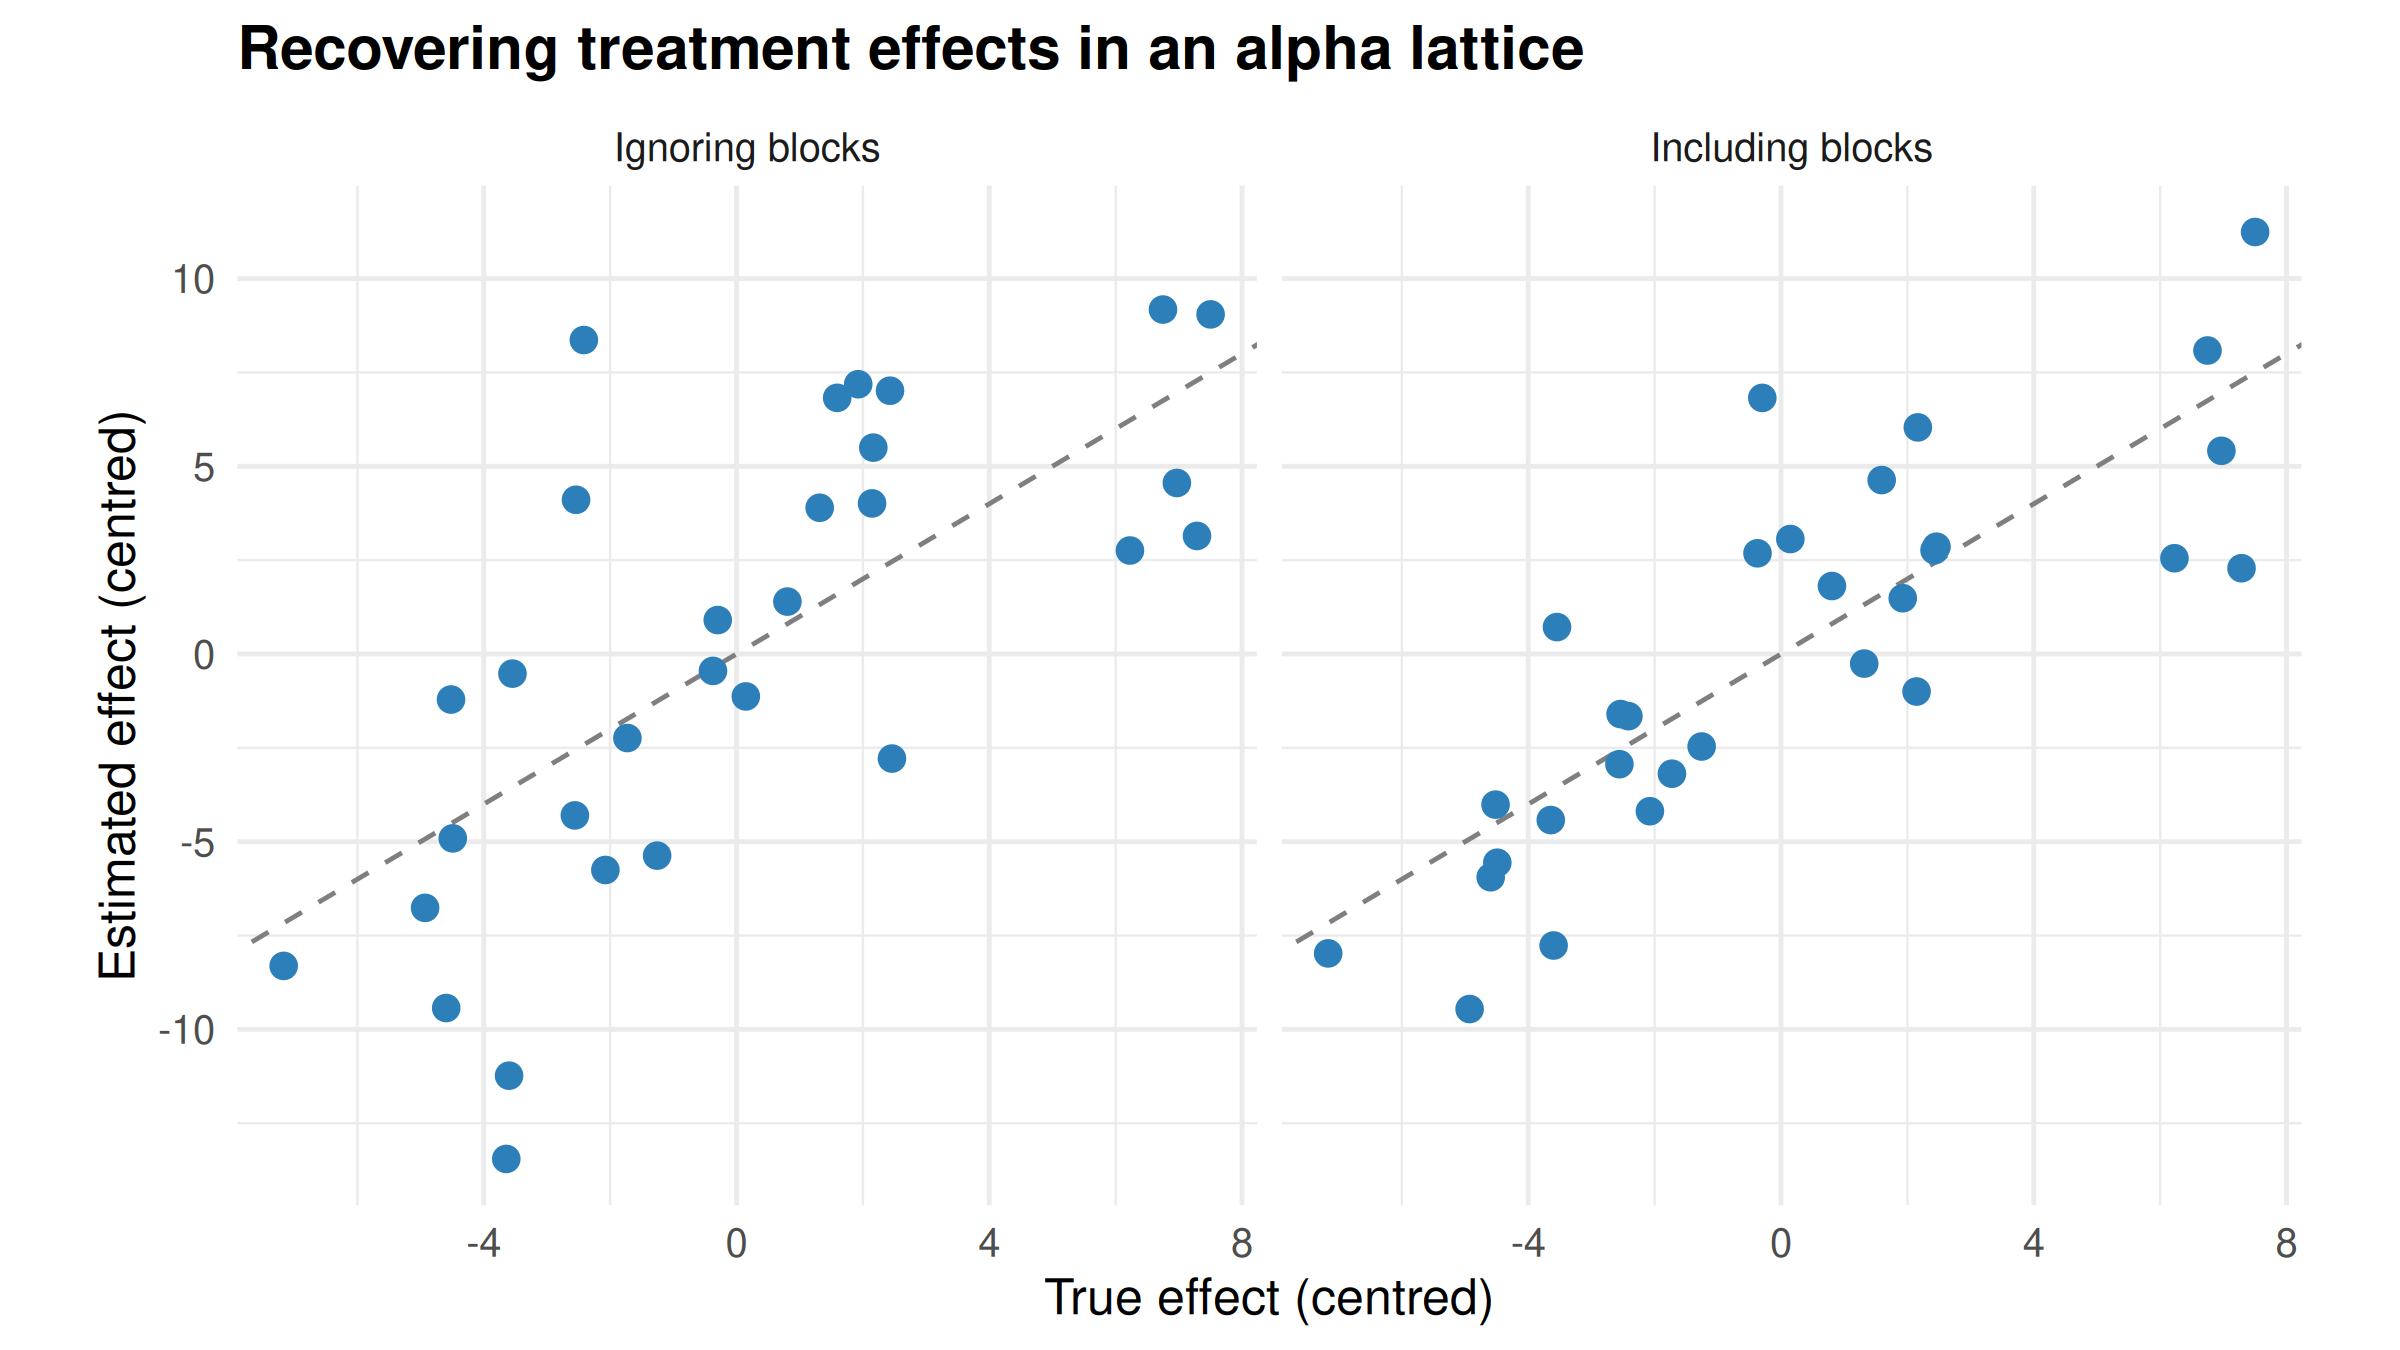 Recovering treatment effects in an alpha lattice
Ignoring blocks
Including blocks
Estimated effect (centred)
10
5
0
-5
-10
-4 0 4 8
-4 0 4 8
True effect (centred)